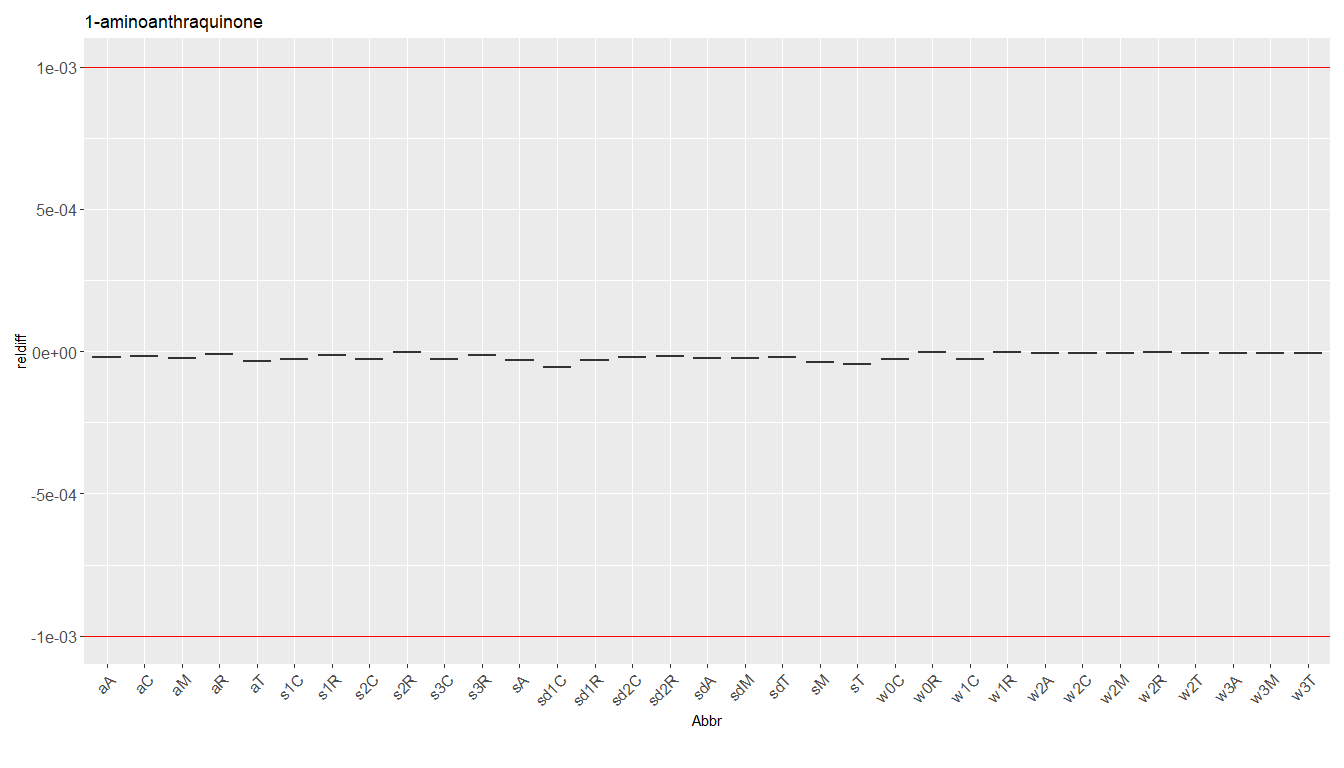 1-aminoanthraquinone
1e-03
5e-04
0e+00
-5e-04
-1e-03
reldiff
aA aC aM aR aT s1C s1R s2C s2R s3C s3R sA sd1C sd1R sd2C sd2R sdA sdM sdT sM sT w0C w0R w1C w1R w2A w2C w2M w2R w2T w3A w3M w3T
Abbr